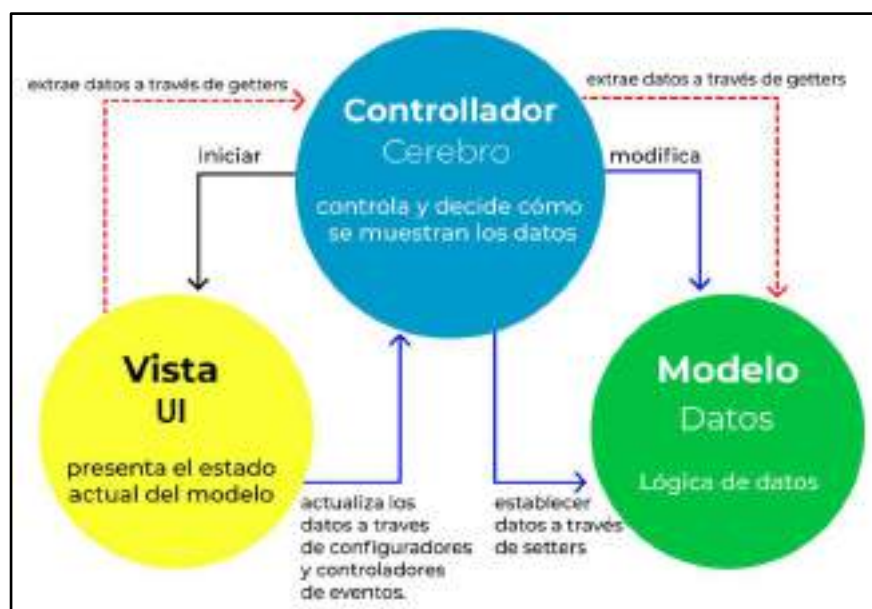 extrae datos a través de getters
extrae datos a través de getters
Controllador
Cerebro
iniciar
modifica
controla y decide cómo
se muestran los datos
Vista
UI
presenta el estado
actual del modelo
Modelo
Datos
Lógica de datos
actualiza los
datos a traves
de configuradores
y controladores
de eventos.
establecer
datos a través
de setters